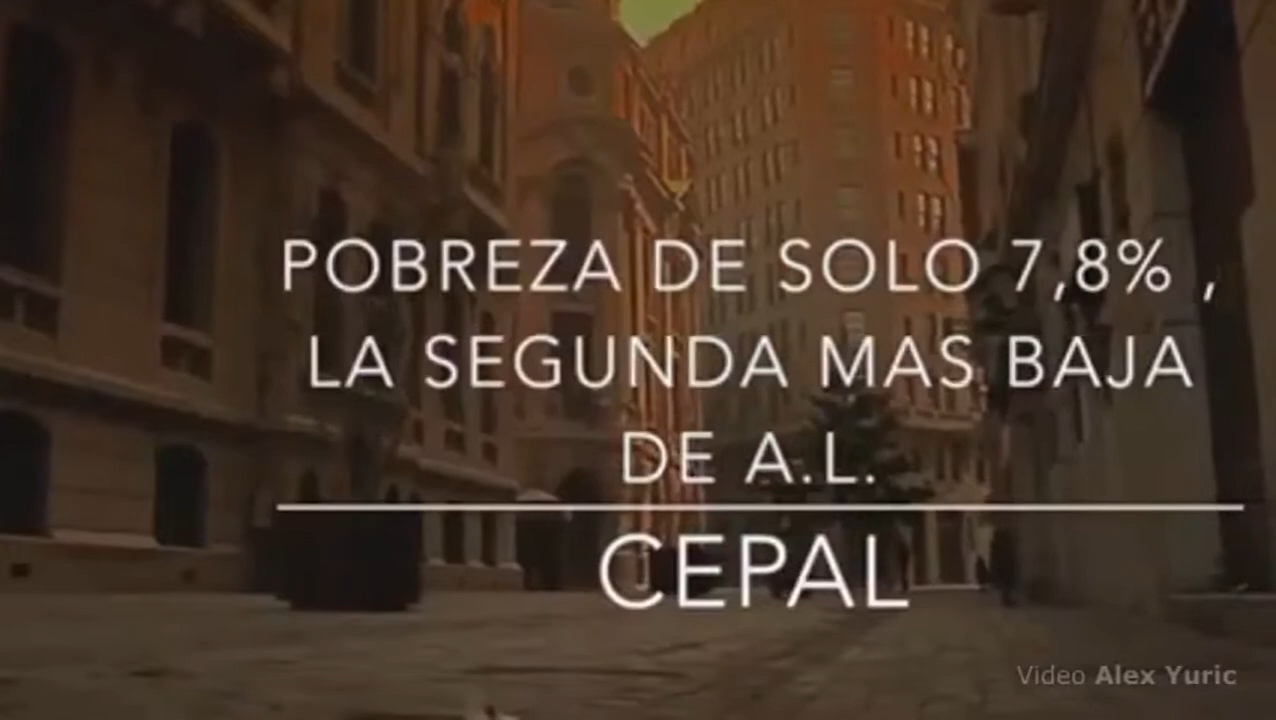 POBREZA DE SOLO 7,8% ,
LA SEGUNDA MAS BAJA
DE A.L.
CEPAL
Video Alex Yuric